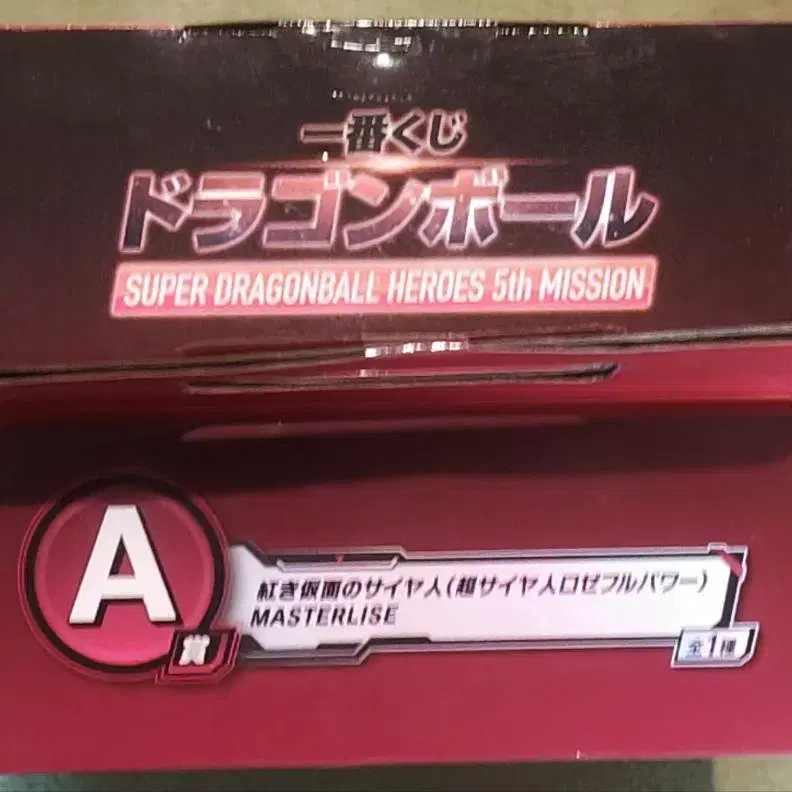 一番くじ
ドラゴンボール
SUPER DRAGONBALL HEROES 5th MISSION
A賞
紅き仮面のサイヤ人(超サイヤ人ロゼフルパワー)
MASTERLISE
全1種